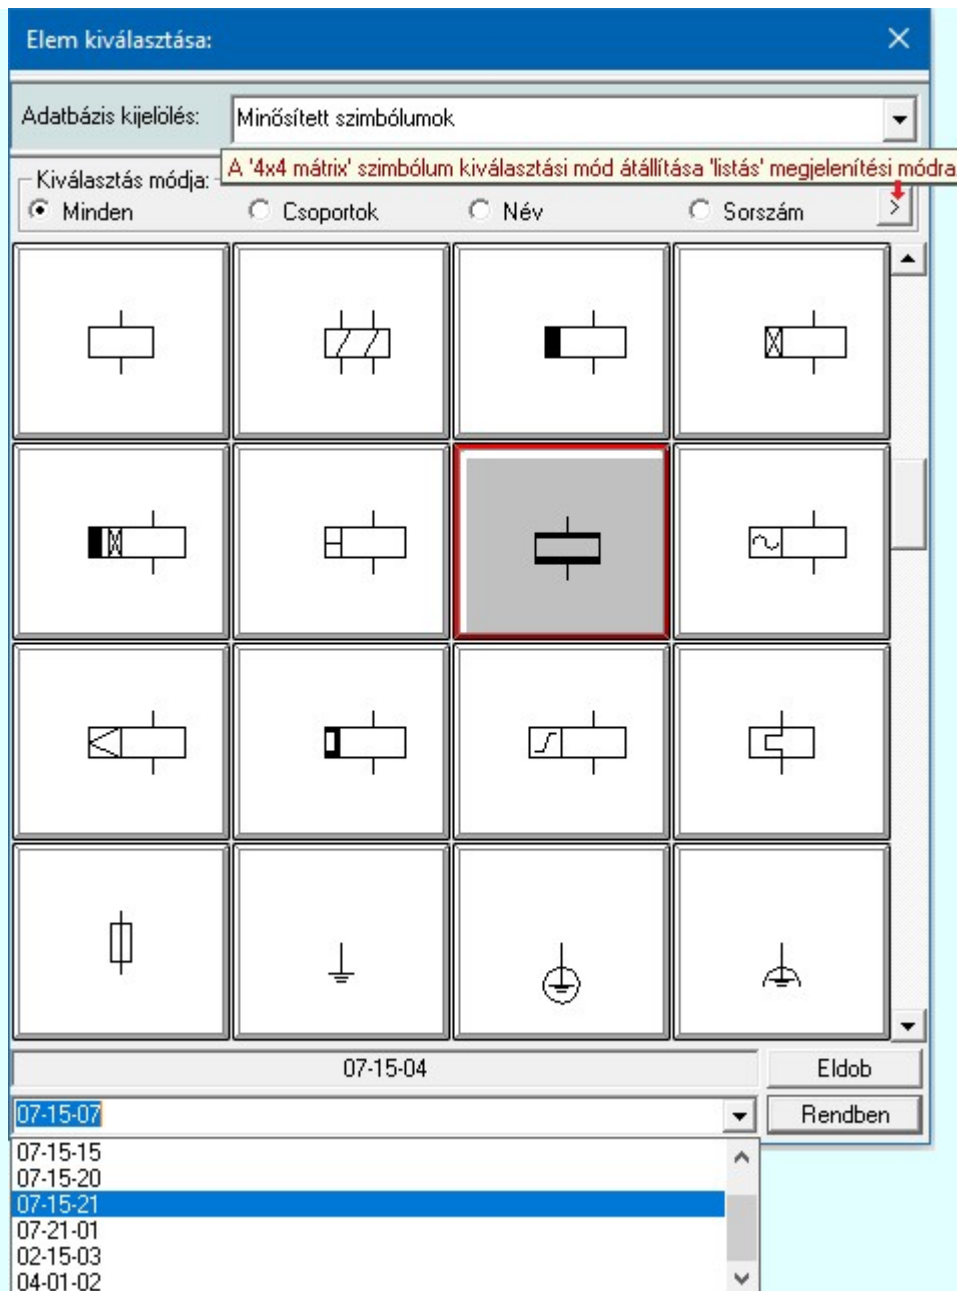 Elem kiválasztása:
Adatbázis kijelölés:
Minősített szimbólumok
A '4x4 mátrix' szimbólum kiválasztási mód átállítása 'listás' megjelenítési módra
Kiválasztás módja:
Minden
Csoportok
Név
Sorszám
>
07-15-04
Eldob
07-15-07
Rendben
07-15-15
07-15-20
07-15-21
07-21-01
02-15-03
04-01-02